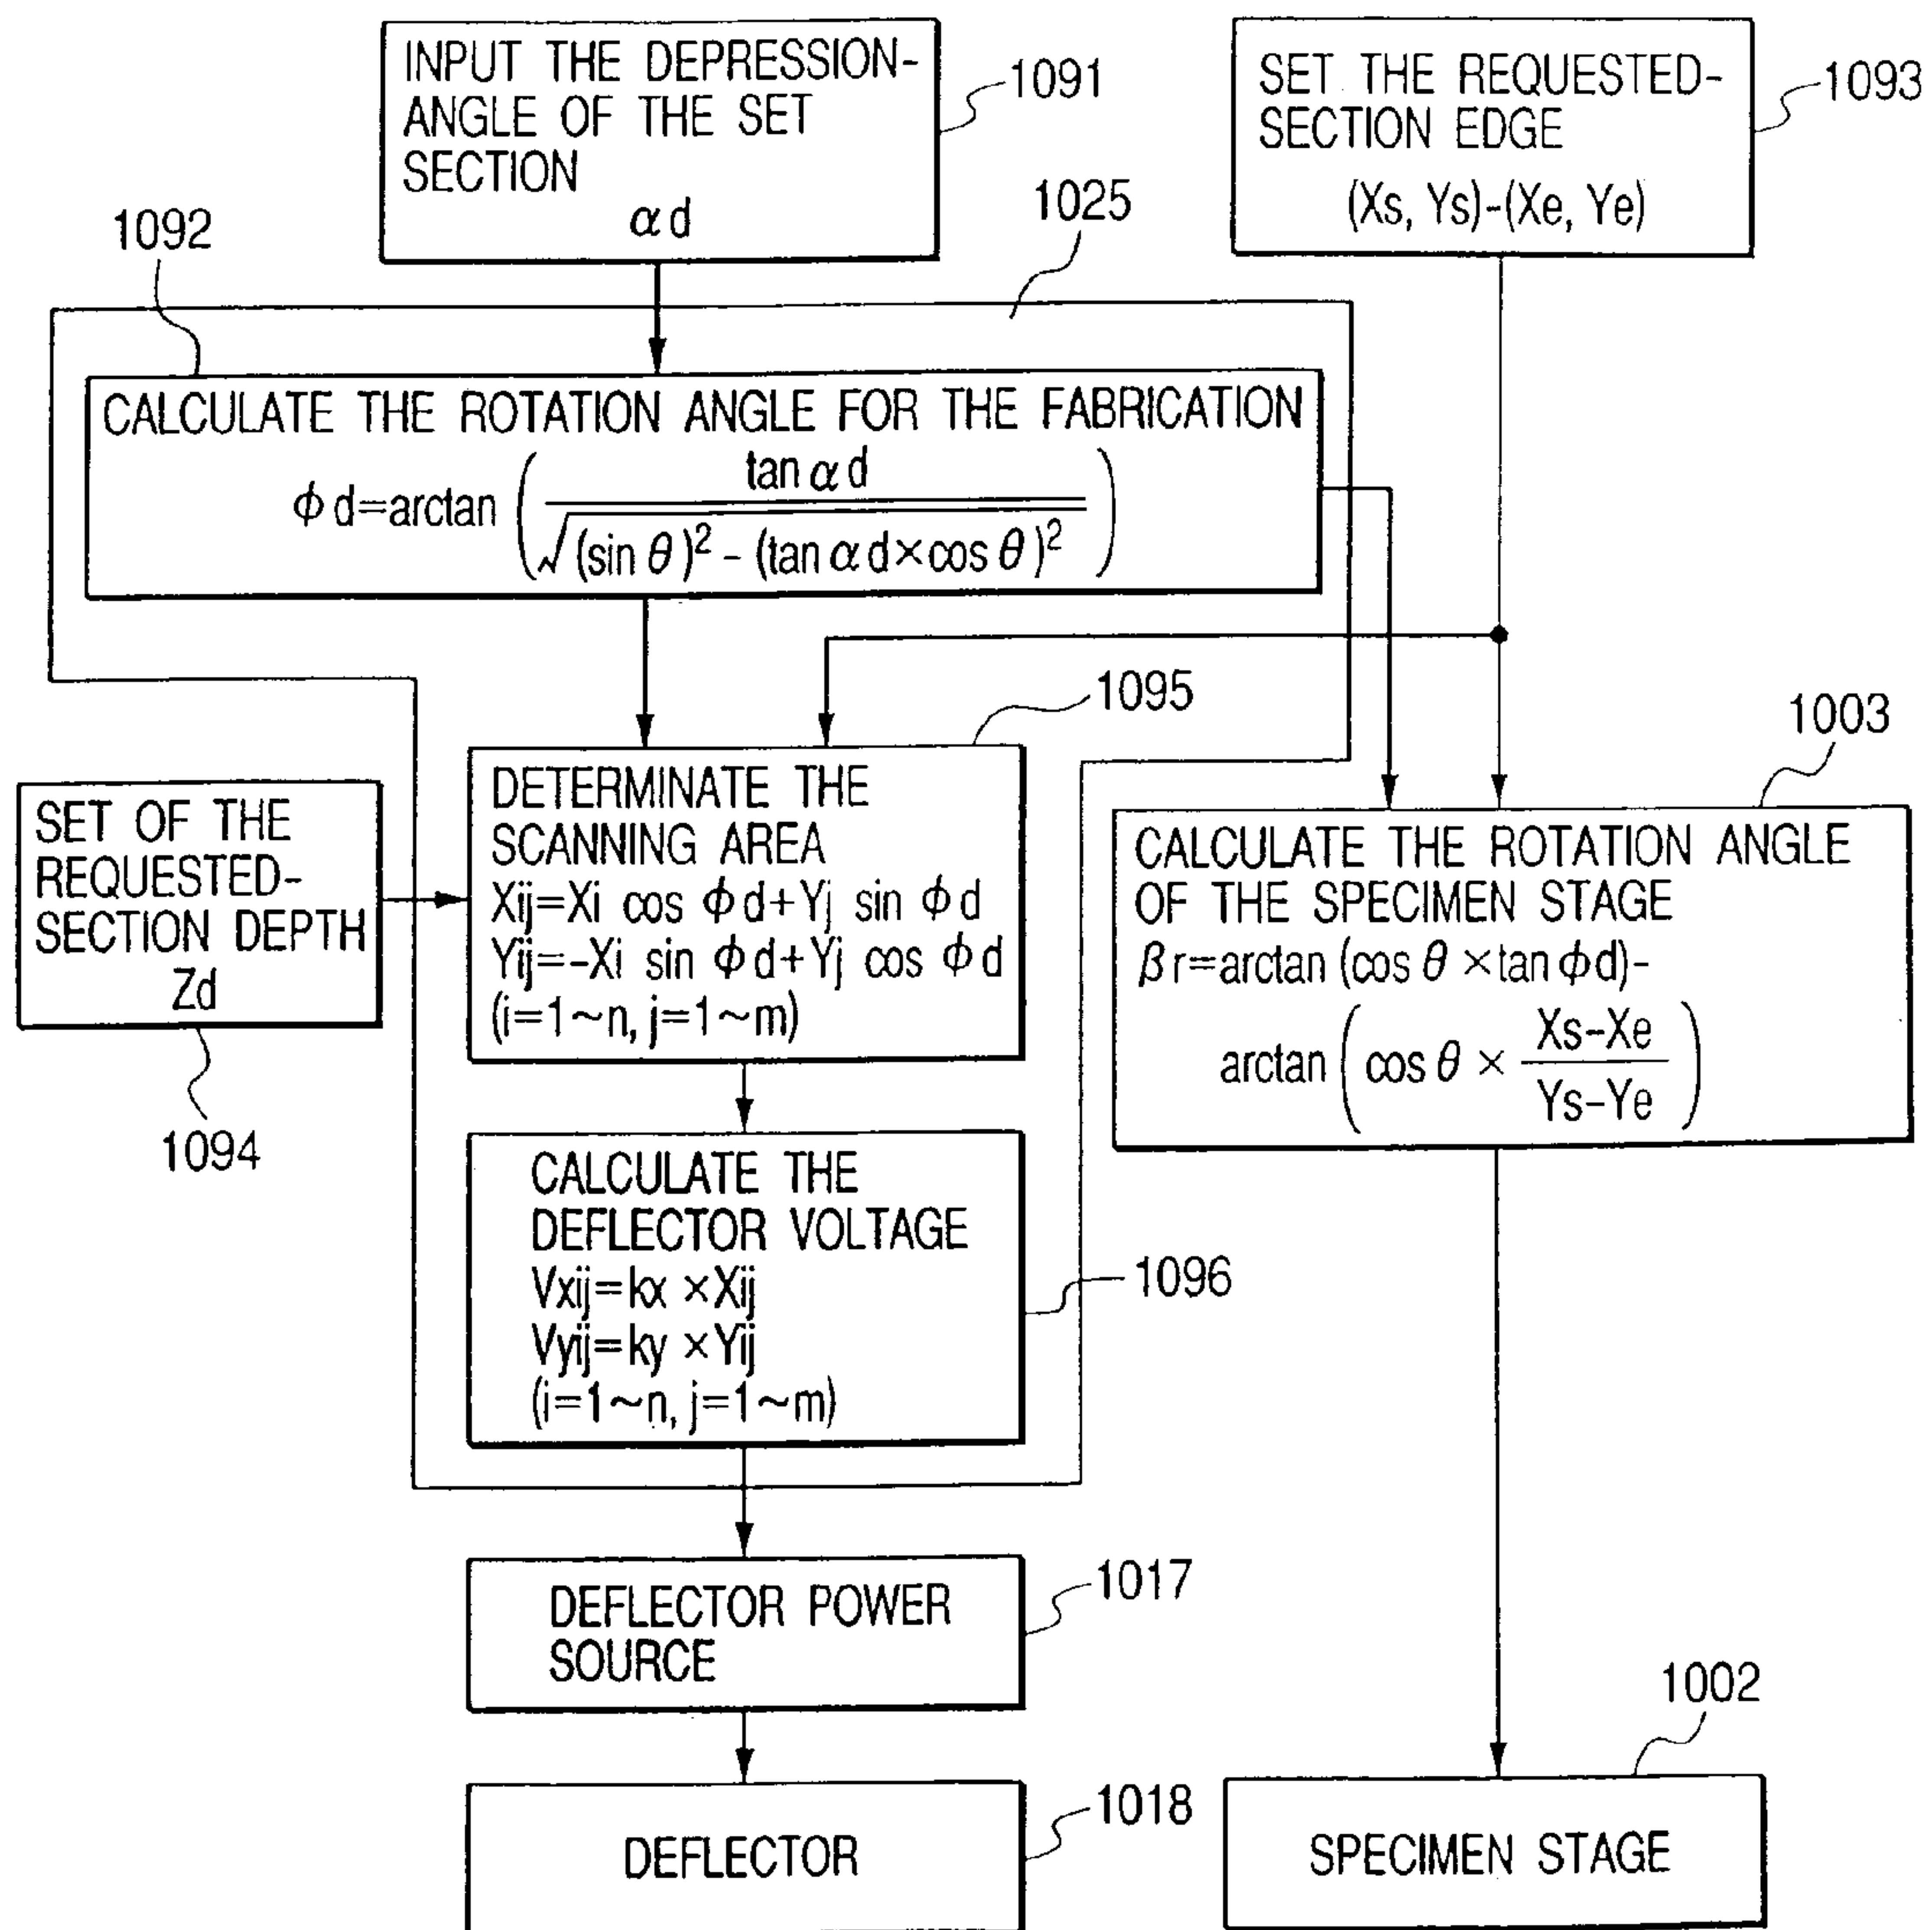 INPUT THE DEPRESSION-
ANGLE OF THE SET
SECTION
αd
1091
SET THE REQUESTED-
SECTION EDGE
(Xs, Ys)-(Xe, Ye)
1093
1092
1025
CALCULATE THE ROTATION ANGLE FOR THE FABRICATION
ϕd=arctan (tan αd / √(sin θ)² - (tan αd×cos θ)²)
1095
1003
SET OF THE
REQUESTED-
SECTION DEPTH
Zd
1094
DETERMINATE THE
SCANNING AREA
Xij=Xi cos ϕd+Yj sin ϕd
Yij=-Xi sin ϕd+Yj cos ϕd
(i=1~n, j=1~m)
CALCULATE THE ROTATION ANGLE
OF THE SPECIMEN STAGE
βr=arctan (cos θ ×tan ϕd)-
arctan (cos θ × Xs-Xe / Ys-Ye)
CALCULATE THE
DEFLECTOR VOLTAGE
Vxij=kx ×Xij
Vyij=ky ×Yij
(i=1~n, j=1~m)
1096
DEFLECTOR POWER
SOURCE
1017
1002
DEFLECTOR
1018
SPECIMEN STAGE